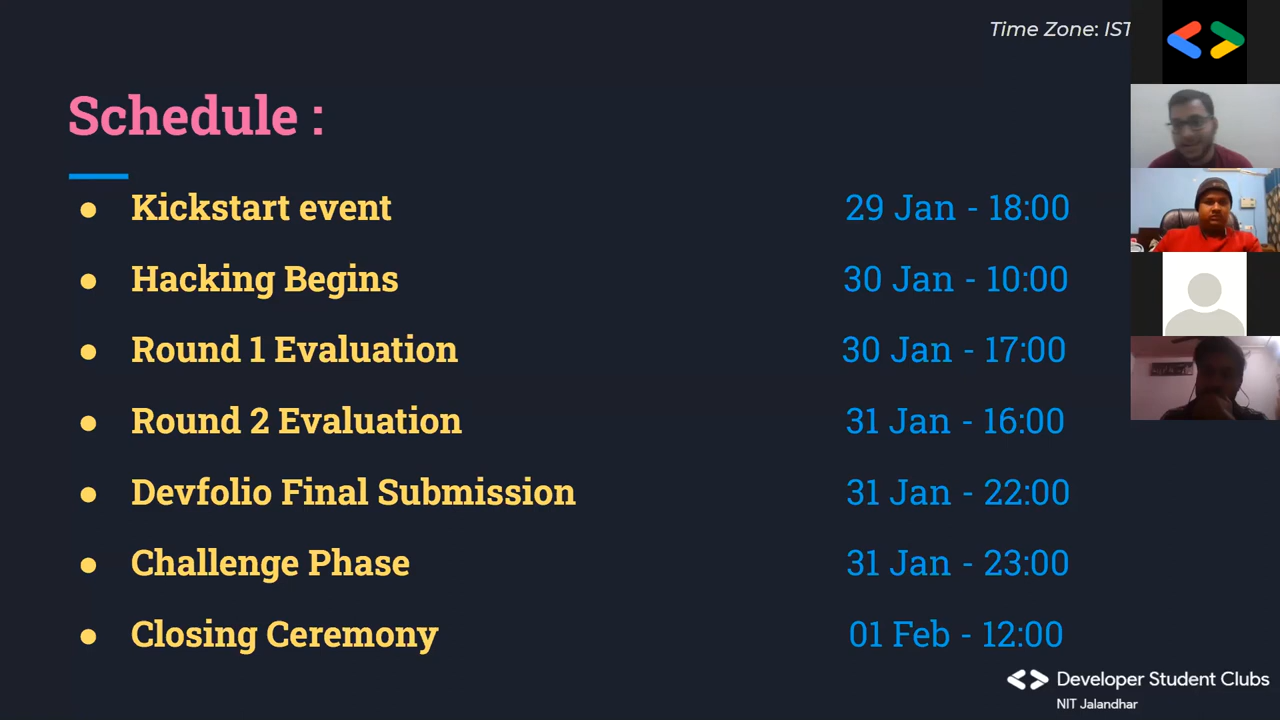 Time Zone: IST
Schedule :
● Kickstart event 29 Jan - 18:00
● Hacking Begins 30 Jan - 10:00
● Round 1 Evaluation 30 Jan - 17:00
● Round 2 Evaluation 31 Jan - 16:00
● Devfolio Final Submission 31 Jan - 22:00
● Challenge Phase 31 Jan - 23:00
● Closing Ceremony 01 Feb - 12:00
Developer Student Clubs
NIT Jalandhar